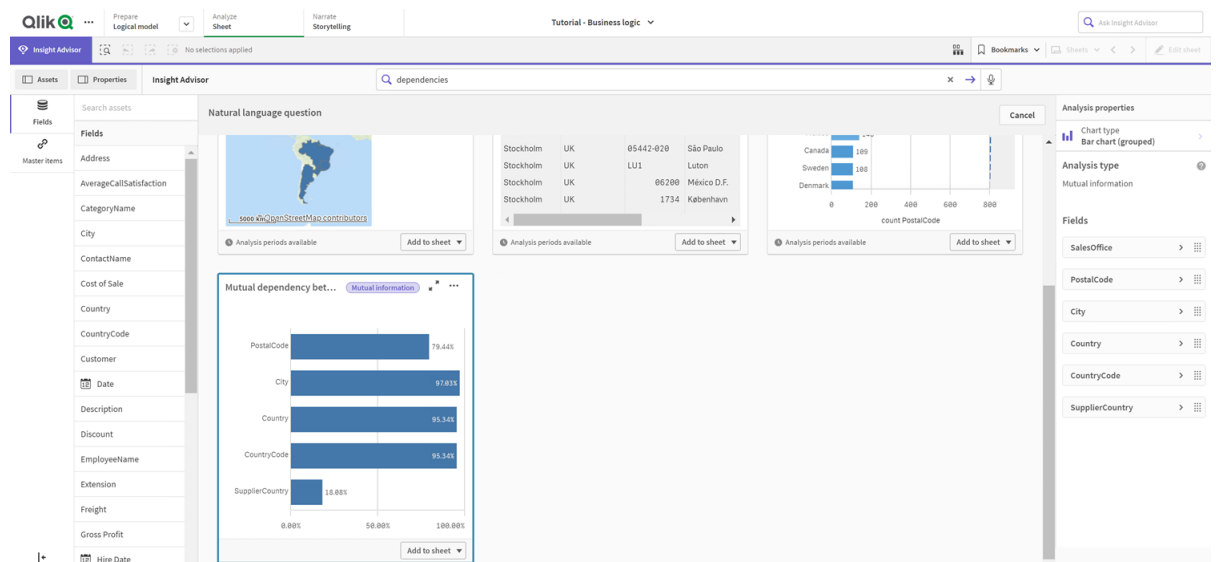 Qlik
...
Prepare
Logical model
Analyze
Sheet
Narrate
Storytelling
Tutorial - Business logic
Ask Insight Advisor
Insight Advisor
No selections applied
Bookmarks
Sheets
Edit sheet
Assets
Properties
Insight Advisor
dependencies
Fields
Master items
Search assets
Fields
Address
AverageCallSatisfaction
CategoryName
City
ContactName
Cost of Sale
Country
CountryCode
Customer
Date
Description
Discount
EmployeeName
Extension
Freight
Gross Profit
Hire Date
Natural language question
Cancel
OpenStreetMap contributors
Analysis periods available
Add to sheet
Stockholm UK 05442-020 São Paulo
Stockholm UK LU1 Luton
Stockholm UK 06200 México D.F.
Stockholm UK 1734 København
Analysis periods available
Add to sheet
Canada 109
Sweden 108
Denmark
0 200 400 600 800
count PostalCode
Analysis periods available
Add to sheet
Mutual dependency bet...
Mutual information
...
PostalCode 79.44%
City 97.03%
Country 95.34%
CountryCode 95.34%
SupplierCountry 18.08%
0.00% 50.00% 100.00%
Add to sheet
Analysis properties
Chart type
Bar chart (grouped)
Analysis type
Mutual information
Fields
SalesOffice
PostalCode
City
Country
CountryCode
SupplierCountry